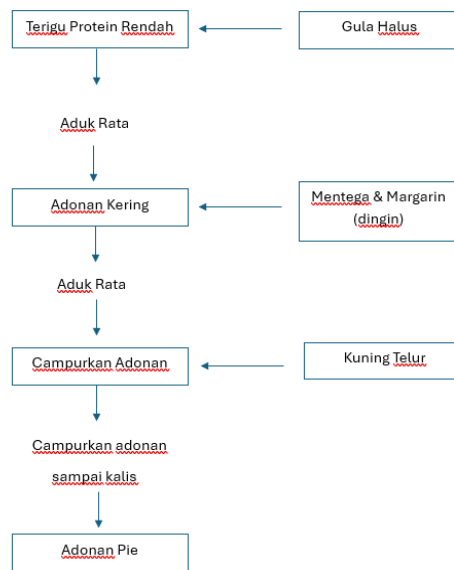 Terigu Protein Rendah
Gula Halus
Aduk Rata
Adonan Kering
Mentega & Margarin
(dingin)
Aduk Rata
Campurkan Adonan
Kuning Telur
Campurkan adonan
sampai kalis
Adonan Pie